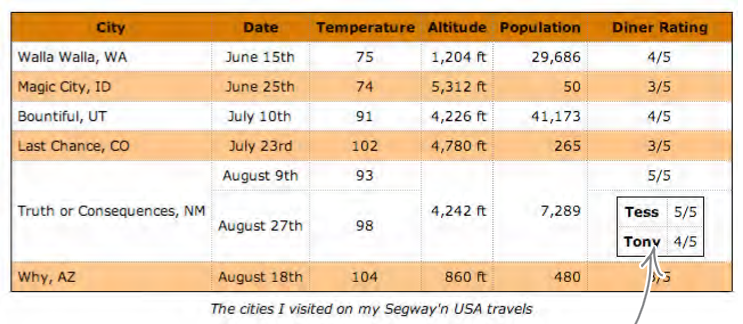 City Date Temperature Altitude Population Diner Rating
Walla Walla, WA June 15th 75 1,204 ft 29,686 4/5
Magic City, ID June 25th 74 5,312 ft 50 3/5
Bountiful, UT July 10th 91 4,226 ft 41,173 4/5
Last Chance, CO July 23rd 102 4,780 ft 265 3/5
Truth or Consequences, NM August 9th 93 4,242 ft 7,289 5/5
August 27th 98
Tess 5/5
Tony 4/5
Why, AZ August 18th 104 860 ft 480
The cities I visited on my Segway'n USA travels